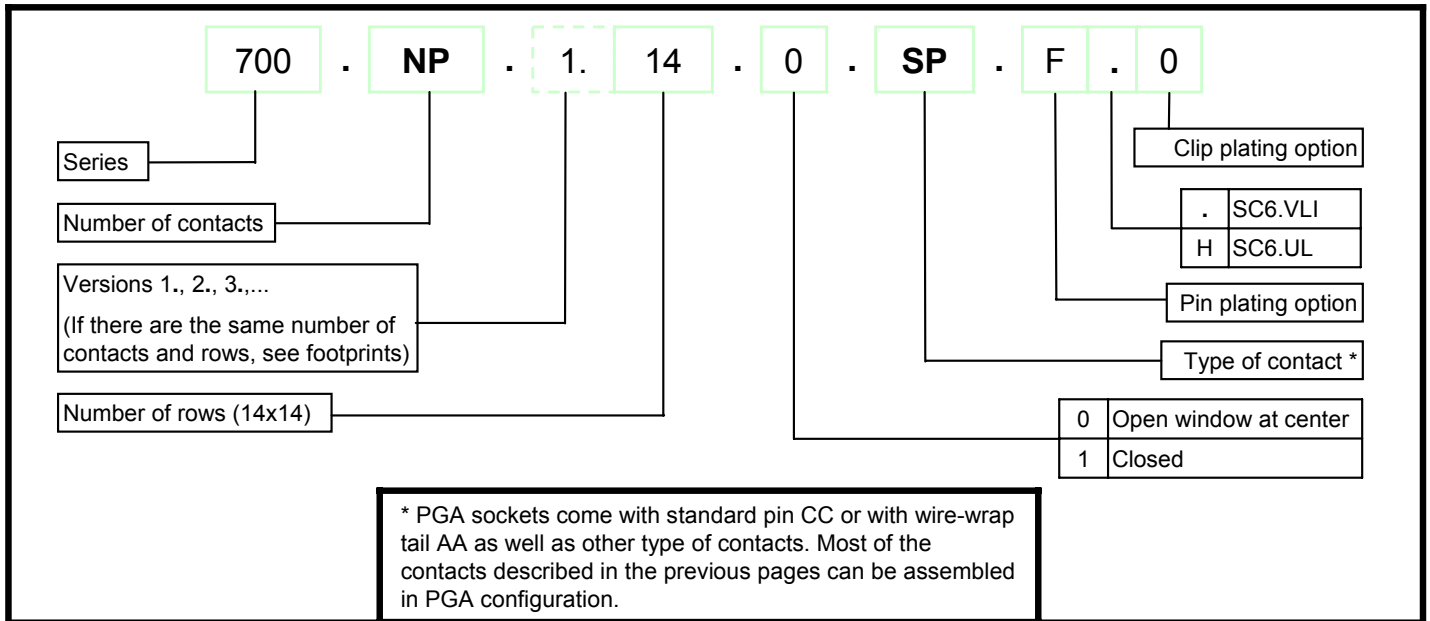 700 . NP . 1. 14 . 0 . SP . F . 0
Series
Number of contacts
Versions 1., 2., 3.,...
(If there are the same number of
contacts and rows, see footprints)
Number of rows (14x14)
Clip plating option
. SC6.VLI
H SC6.UL
Pin plating option
Type of contact *
0 Open window at center
1 Closed
* PGA sockets come with standard pin CC or with wire-wrap
tail AA as well as other type of contacts. Most of the
contacts described in the previous pages can be assembled
in PGA configuration.